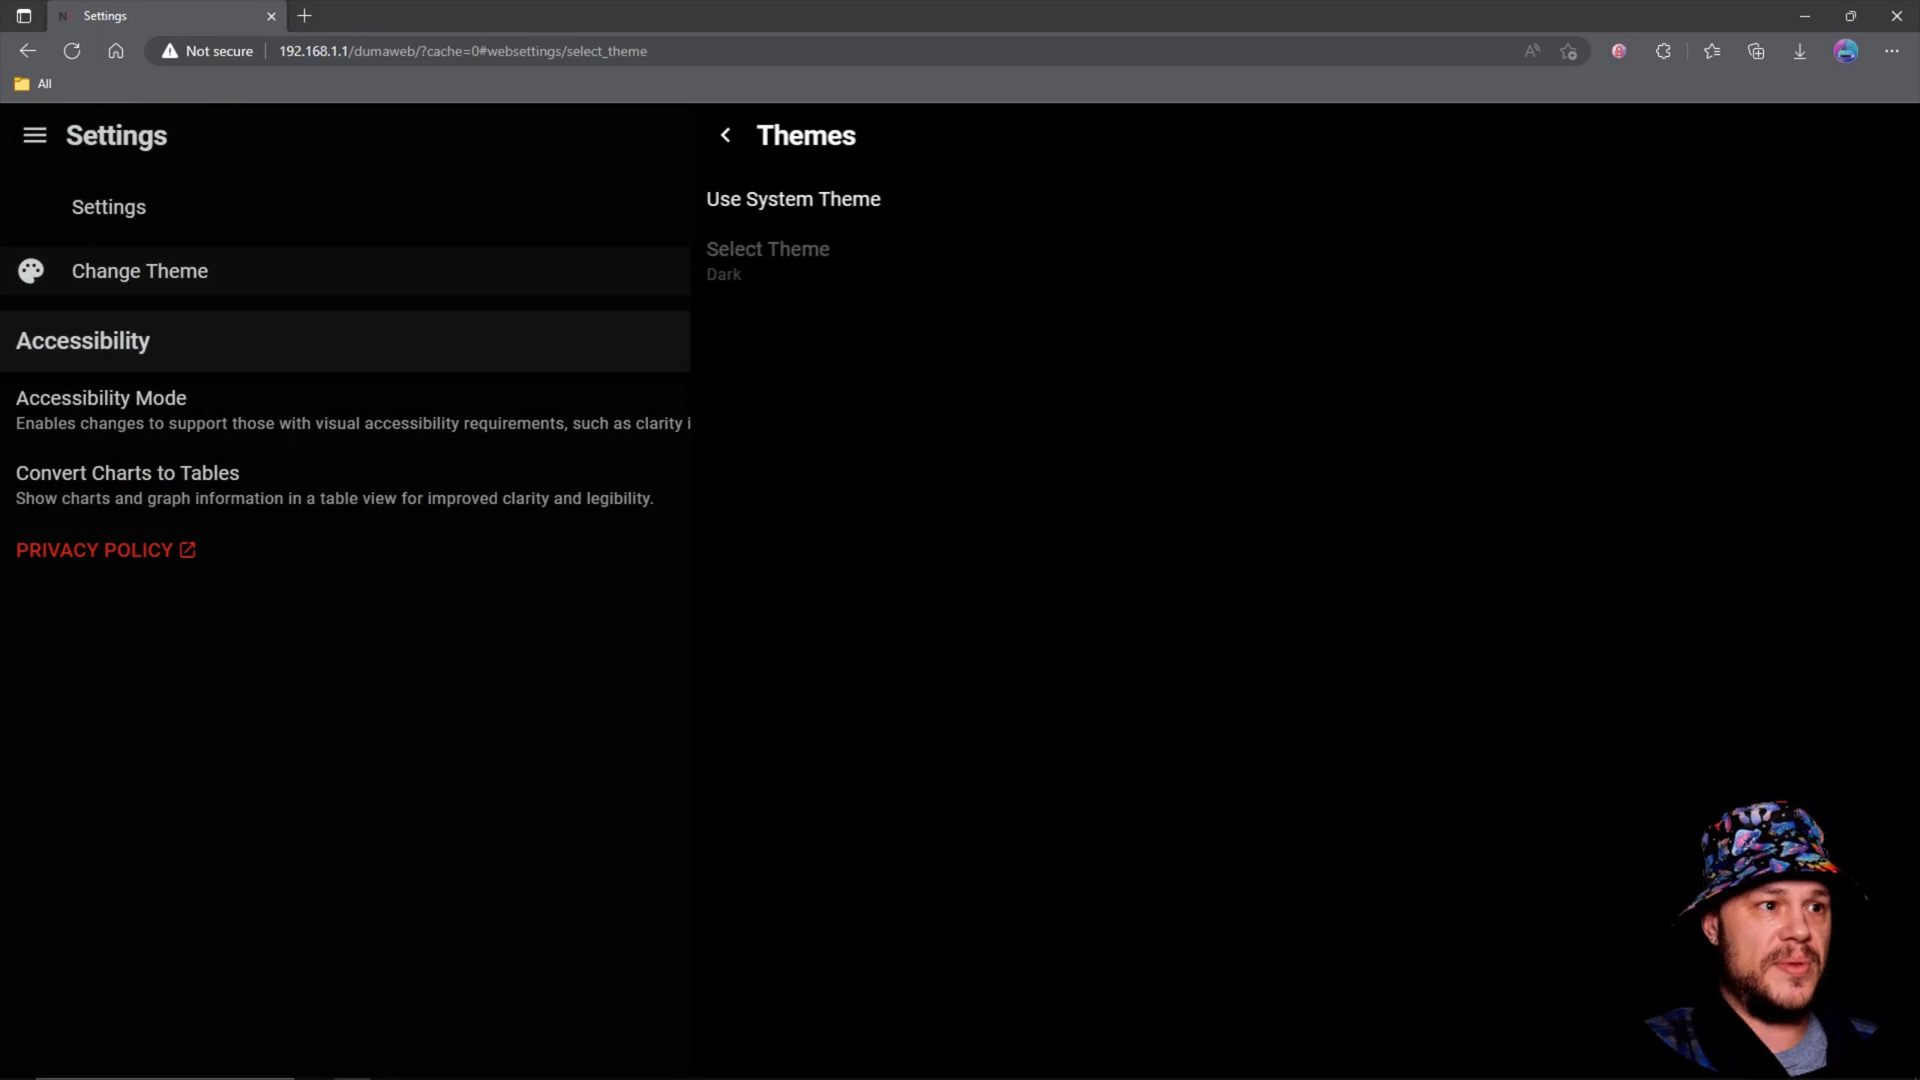 Settings
Not secure
192.168.1.1/dumaweb/?cache=0#websettings/select_theme
All
Settings
Settings
Change Theme
Accessibility
Accessibility Mode
Enables changes to support those with visual accessibility requirements, such as clarity i
Convert Charts to Tables
Show charts and graph information in a table view for improved clarity and legibility.
PRIVACY POLICY
Themes
Use System Theme
Select Theme
Dark